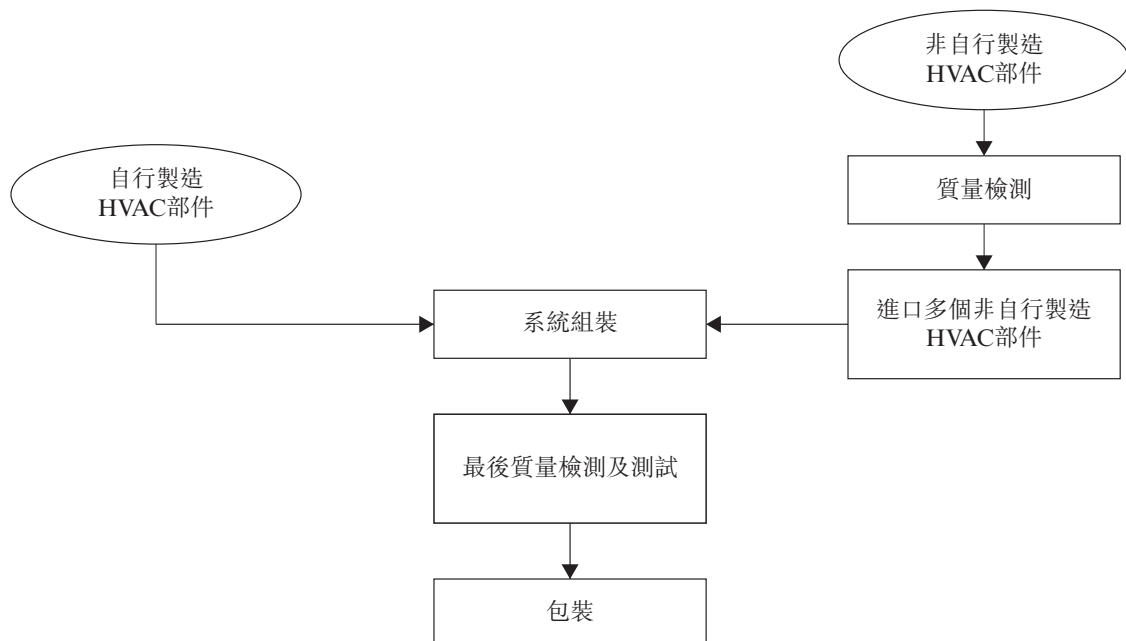 非自行製造
HVAC部件
質量檢測
自行製造
HVAC部件
進口多個非自行製造
HVAC部件
系統組裝
最後質量檢測及測試
包裝